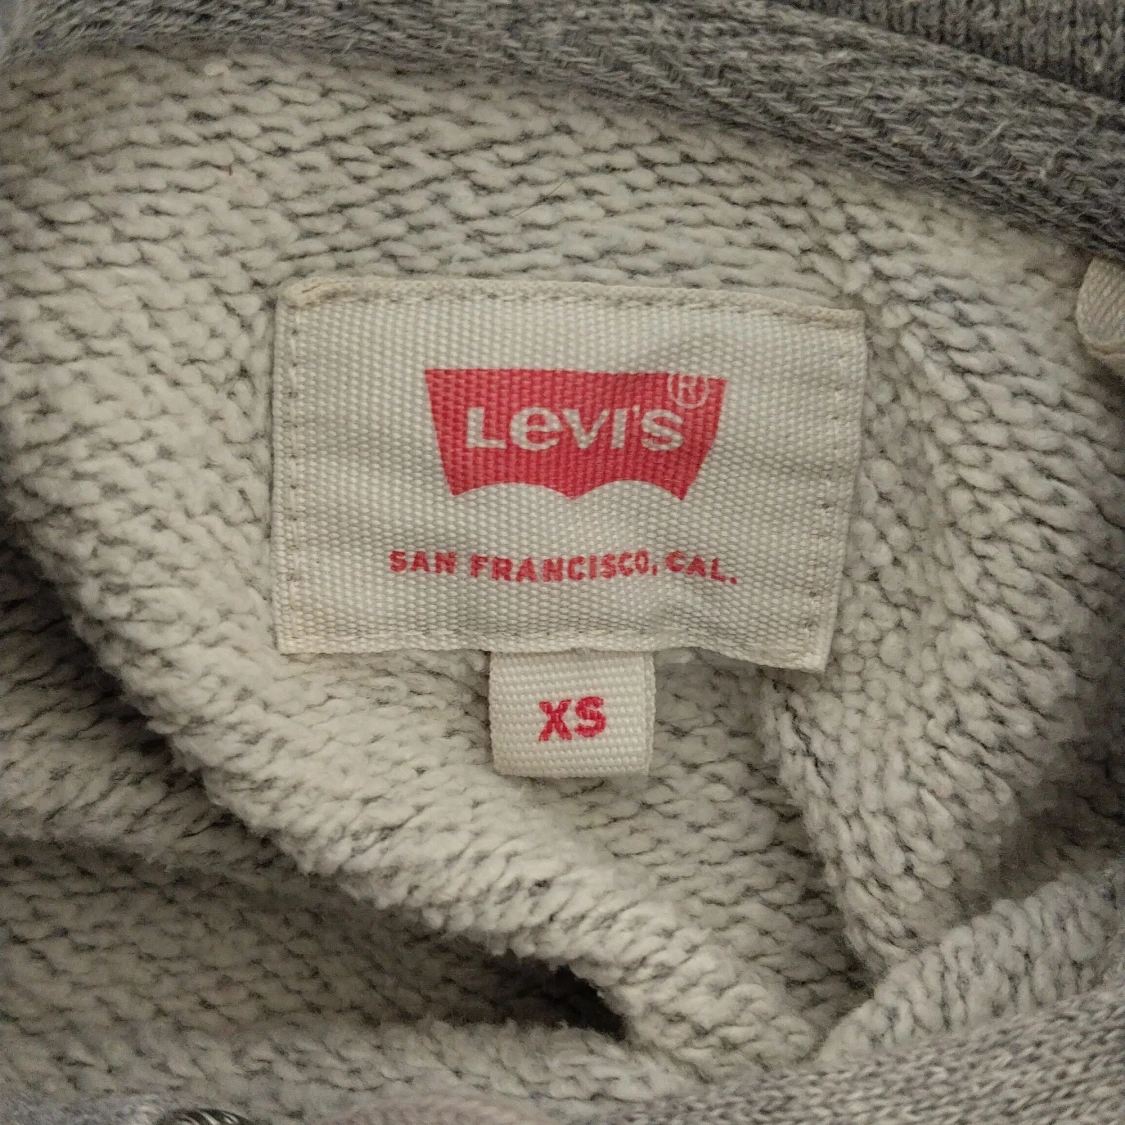 Levi's®
SAN FRANCISCO, CAL.
XS